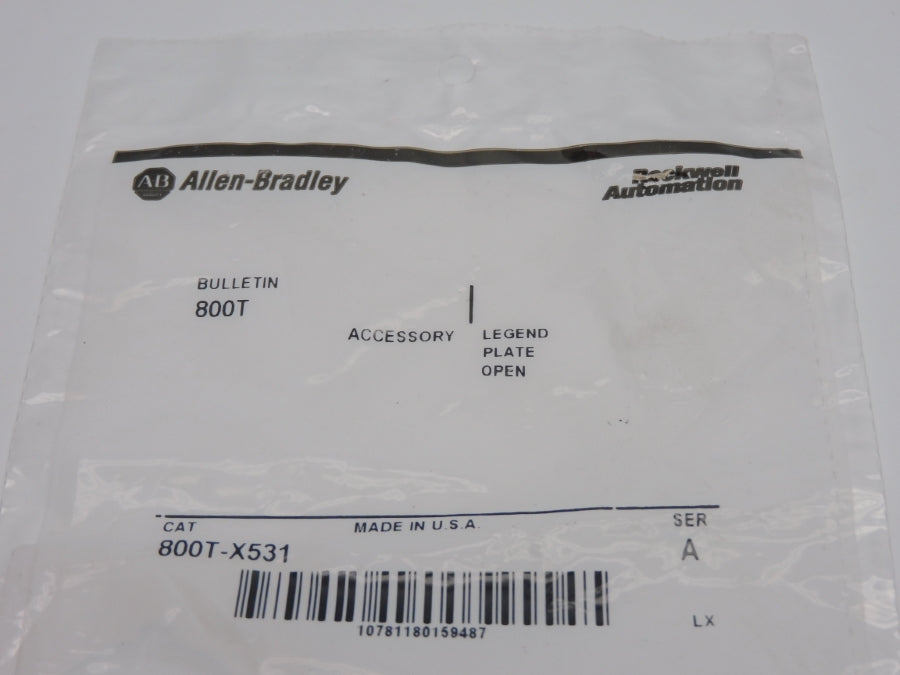 AB Allen-Bradley
Rockwell
Automation
BULLETIN
800T
ACCESSORY
LEGEND
PLATE
OPEN
CAT
MADE IN U.S.A.
SER
800T-X531
A
10781180159487
LX